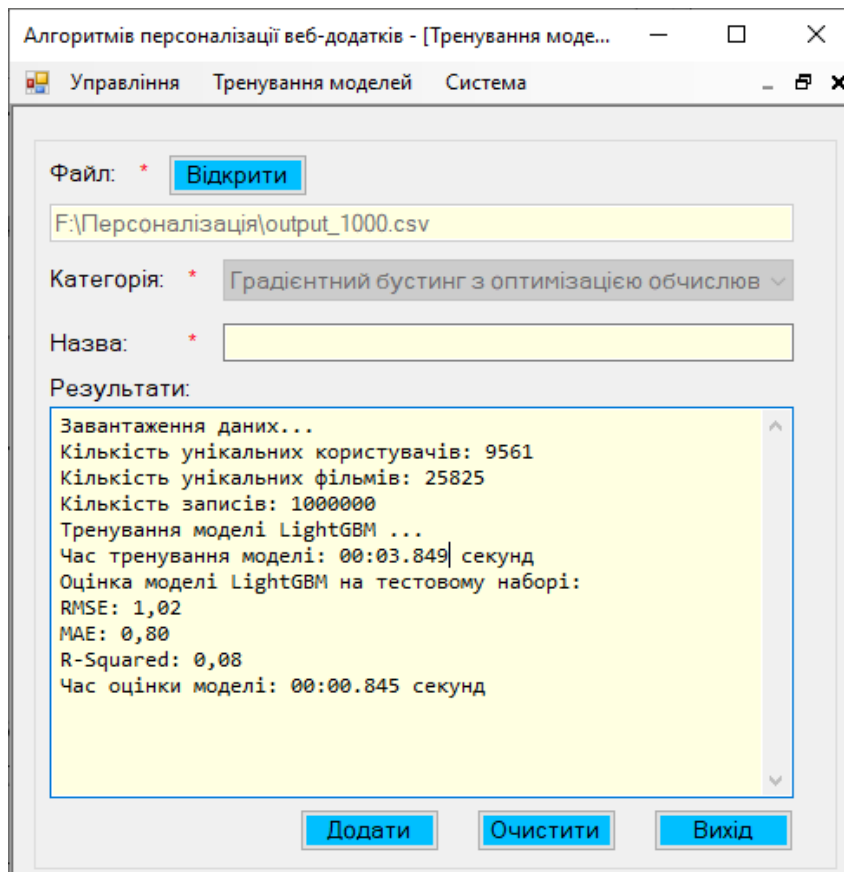 Алгоритмів персоналізації веб-додатків - [Тренування моде...
Управління Тренування моделей Система
Файл: * Відкрити
F:\Персоналізація\output_1000.csv
Категорія: * Градієнтний бустинг з оптимізацією обчислюв
Назва: *
Результати:
Завантаження даних...
Кількість унікальних користувачів: 9561
Кількість унікальних фільмів: 25825
Кількість записів: 1000000
Тренування моделі LightGBM ...
Час тренування моделі: 00:03.849 секунд
Оцінка моделі LightGBM на тестовому наборі:
RMSE: 1,02
MAE: 0,80
R-Squared: 0,08
Час оцінки моделі: 00:00.845 секунд
Додати Очистити Вихід